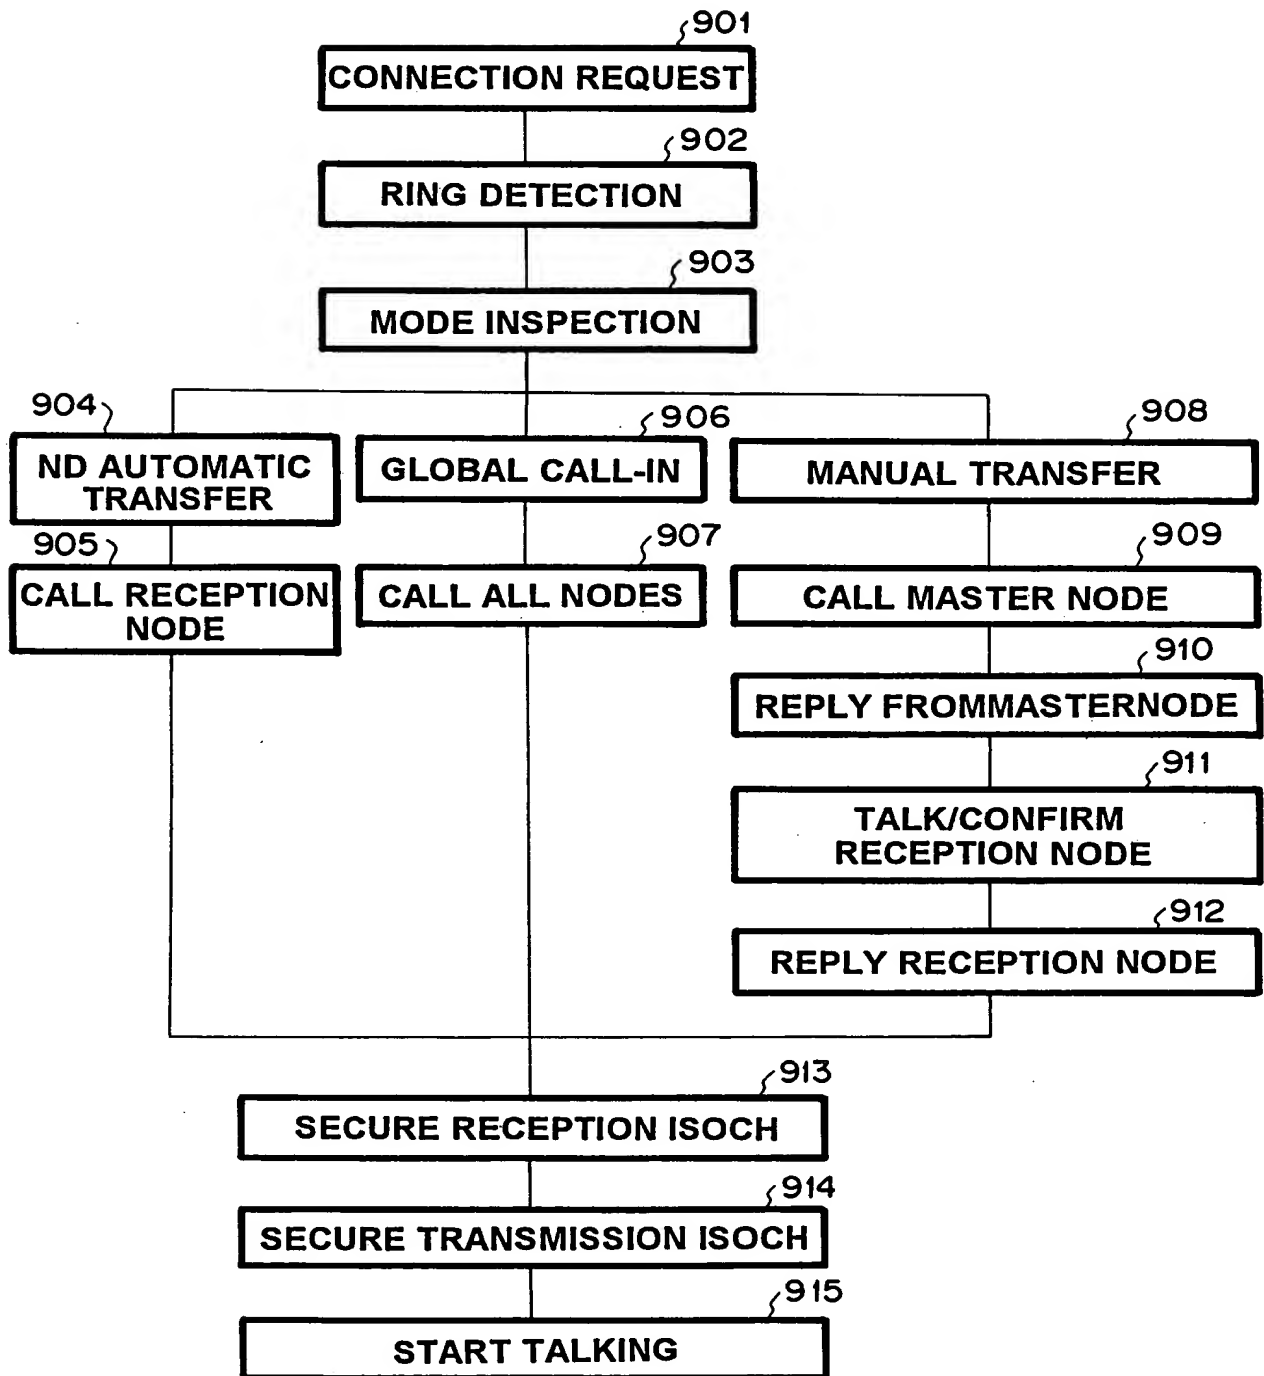 901
CONNECTION REQUEST
902
RING DETECTION
903
MODE INSPECTION
904
ND AUTOMATIC
TRANSFER
905
CALL RECEPTION
NODE
906
GLOBAL CALL-IN
907
CALL ALL NODES
908
MANUAL TRANSFER
909
CALL MASTER NODE
910
REPLY FROMMASTERNODE
911
TALK/CONFIRM
RECEPTION NODE
912
REPLY RECEPTION NODE
913
SECURE RECEPTION ISOCH
914
SECURE TRANSMISSION ISOCH
915
START TALKING